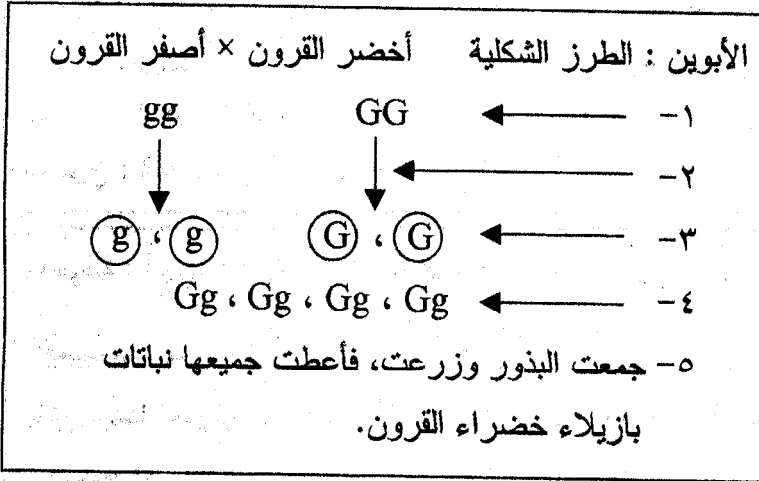 الأبوين : الطرز الشكلية أخضر القرون × أصفر القرون
١- GG gg
٢-
٣- G ، G g ، g
٤- Gg ، Gg ، Gg ، Gg
٥- جمعت البذور وزرعت، فأعطت جميعها نباتات
بازيلاء خضراء القرون.